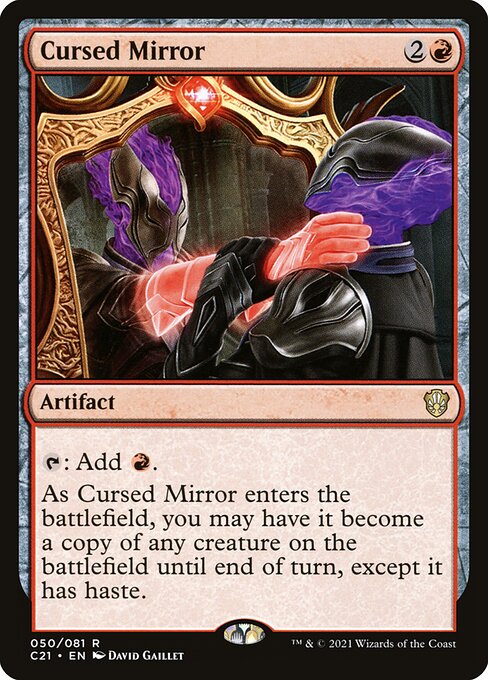 Cursed Mirror 2
Artifact
: Add .
As Cursed Mirror enters the
battlefield, you may have it become
a copy of any creature on the
battlefield until end of turn, except it
has haste.
050/081 R
C21 • EN DAVID GAILLET
™ & © 2021 Wizards of the Coast